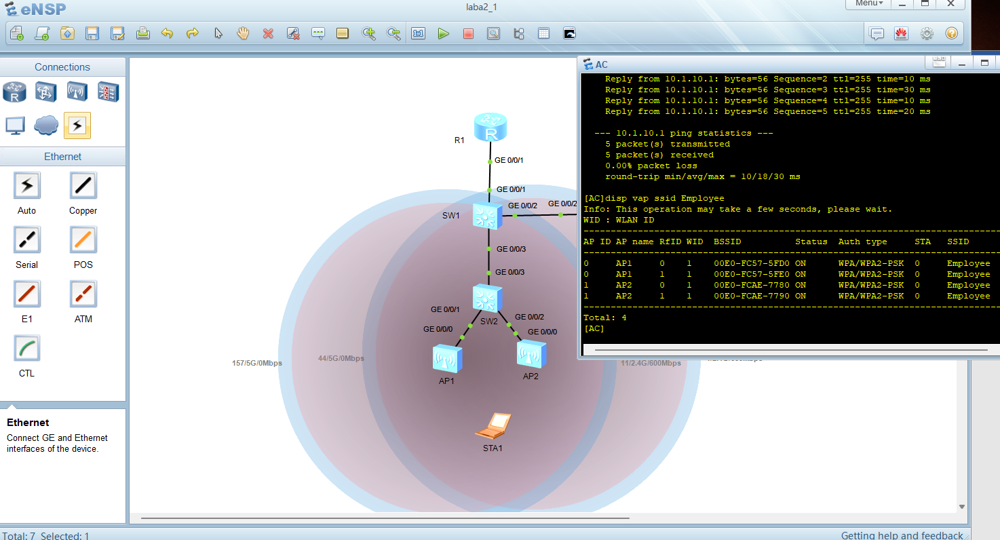 eNSP
laba2_1
Menu
Connections
R
Ethernet
Auto
Copper
Serial
POS
E1
ATM
CTL
Ethernet
Connect GE and Ethernet
interfaces of the device.
R1
R
GE 0/0/1
GE 0/0/1
GE 0/0/2
GE 0/0/2
SW1
GE 0/0/3
GE 0/0/3
GE 0/0/1
SW2
GE 0/0/2
GE 0/0/0
GE 0/0/0
AP1
AP2
157/5G/0Mbps
44/5G/0Mbps
11/2.4G/600Mbps
STA1
AC
Reply from 10.1.10.1: bytes=56 Sequence=2 ttl=255 time=10 ms
Reply from 10.1.10.1: bytes=56 Sequence=3 ttl=255 time=30 ms
Reply from 10.1.10.1: bytes=56 Sequence=4 ttl=255 time=10 ms
Reply from 10.1.10.1: bytes=56 Sequence=5 ttl=255 time=20 ms
--- 10.1.10.1 ping statistics ---
5 packet(s) transmitted
5 packet(s) received
0.00% packet loss
round-trip min/avg/max = 10/18/30 ms
[AC]disp vap ssid Employee
Info: This operation may take a few seconds, please wait.
WID : WLAN ID
--------------------------------------------------------------------------------
AP ID AP name RfID WID BSSID Status Auth type STA SSID
--------------------------------------------------------------------------------
0 AP1 0 1 00E0-FC57-5FD0 ON WPA/WPA2-PSK 0 Employee
0 AP1 1 1 00E0-FC57-5FE0 ON WPA/WPA2-PSK 0 Employee
1 AP2 0 1 00E0-FCAE-7780 ON WPA/WPA2-PSK 0 Employee
1 AP2 1 1 00E0-FCAE-7790 ON WPA/WPA2-PSK 0 Employee
--------------------------------------------------------------------------------
Total: 4
[AC]
Total: 7 Selected: 1
Getting help and feedback